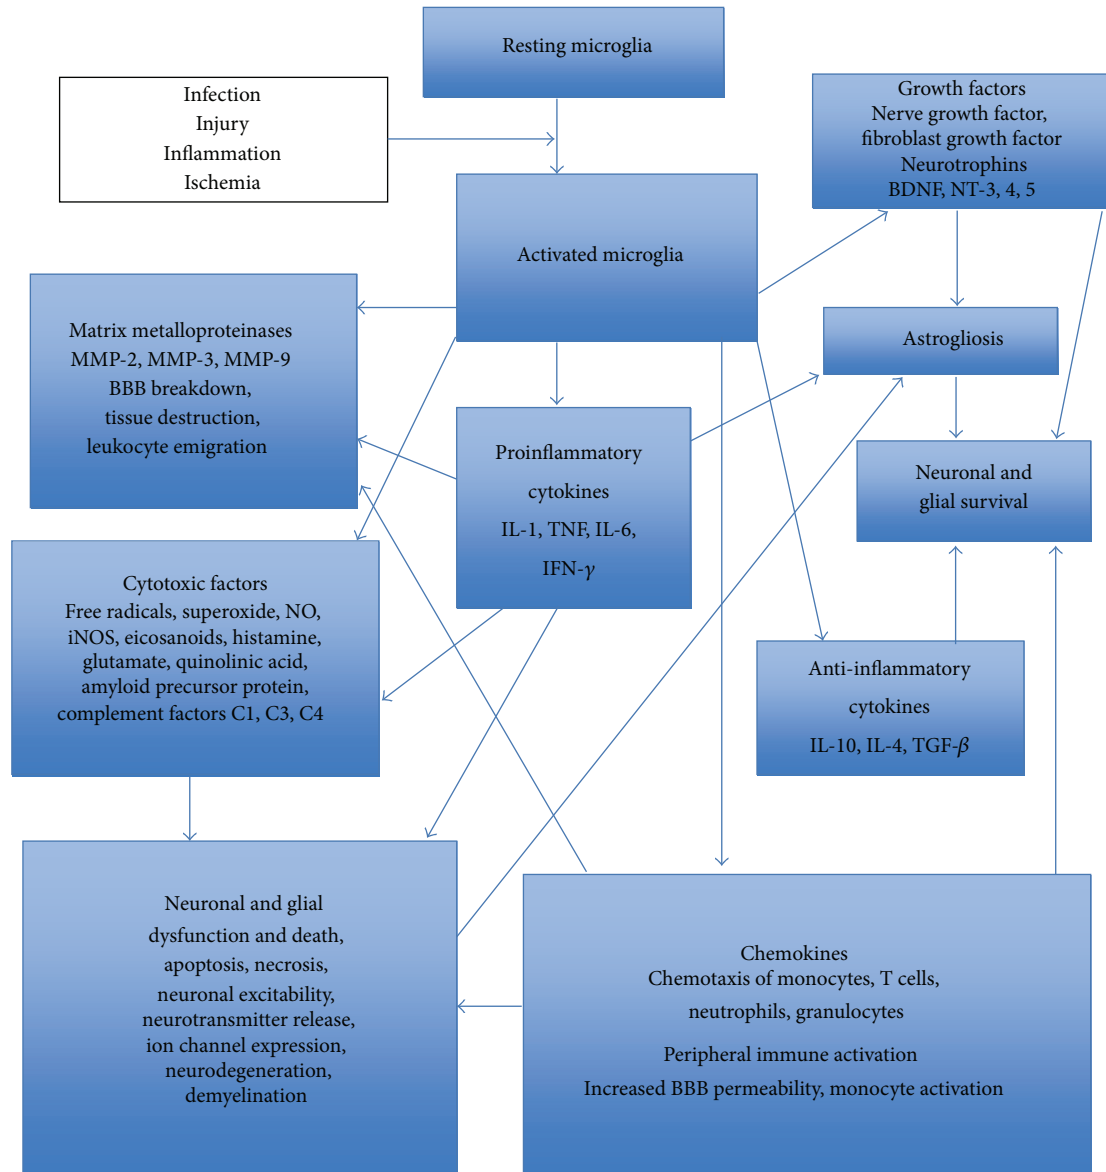 Resting microglia
Infection
Injury
Inflammation
Ischemia
Growth factors
Nerve growth factor,
fibroblast growth factor
Neurotrophins
BDNF, NT-3, 4, 5
Activated microglia
Matrix metalloproteinases
MMP-2, MMP-3, MMP-9
BBB breakdown,
tissue destruction,
leukocyte emigration
Astrogliosis
Proinflammatory
cytokines
IL-1, TNF, IL-6,
IFN-γ
Neuronal and
glial survival
Cytotoxic factors
Free radicals, superoxide, NO,
iNOS, eicosanoids, histamine,
glutamate, quinolinic acid,
amyloid precursor protein,
complement factors C1, C3, C4
Anti-inflammatory
cytokines
IL-10, IL-4, TGF-β
Neuronal and glial
dysfunction and death,
apoptosis, necrosis,
neuronal excitability,
neurotransmitter release,
ion channel expression,
neurodegeneration,
demyelination
Chemokines
Chemotaxis of monocytes, T cells,
neutrophils, granulocytes
Peripheral immune activation
Increased BBB permeability, monocyte activation